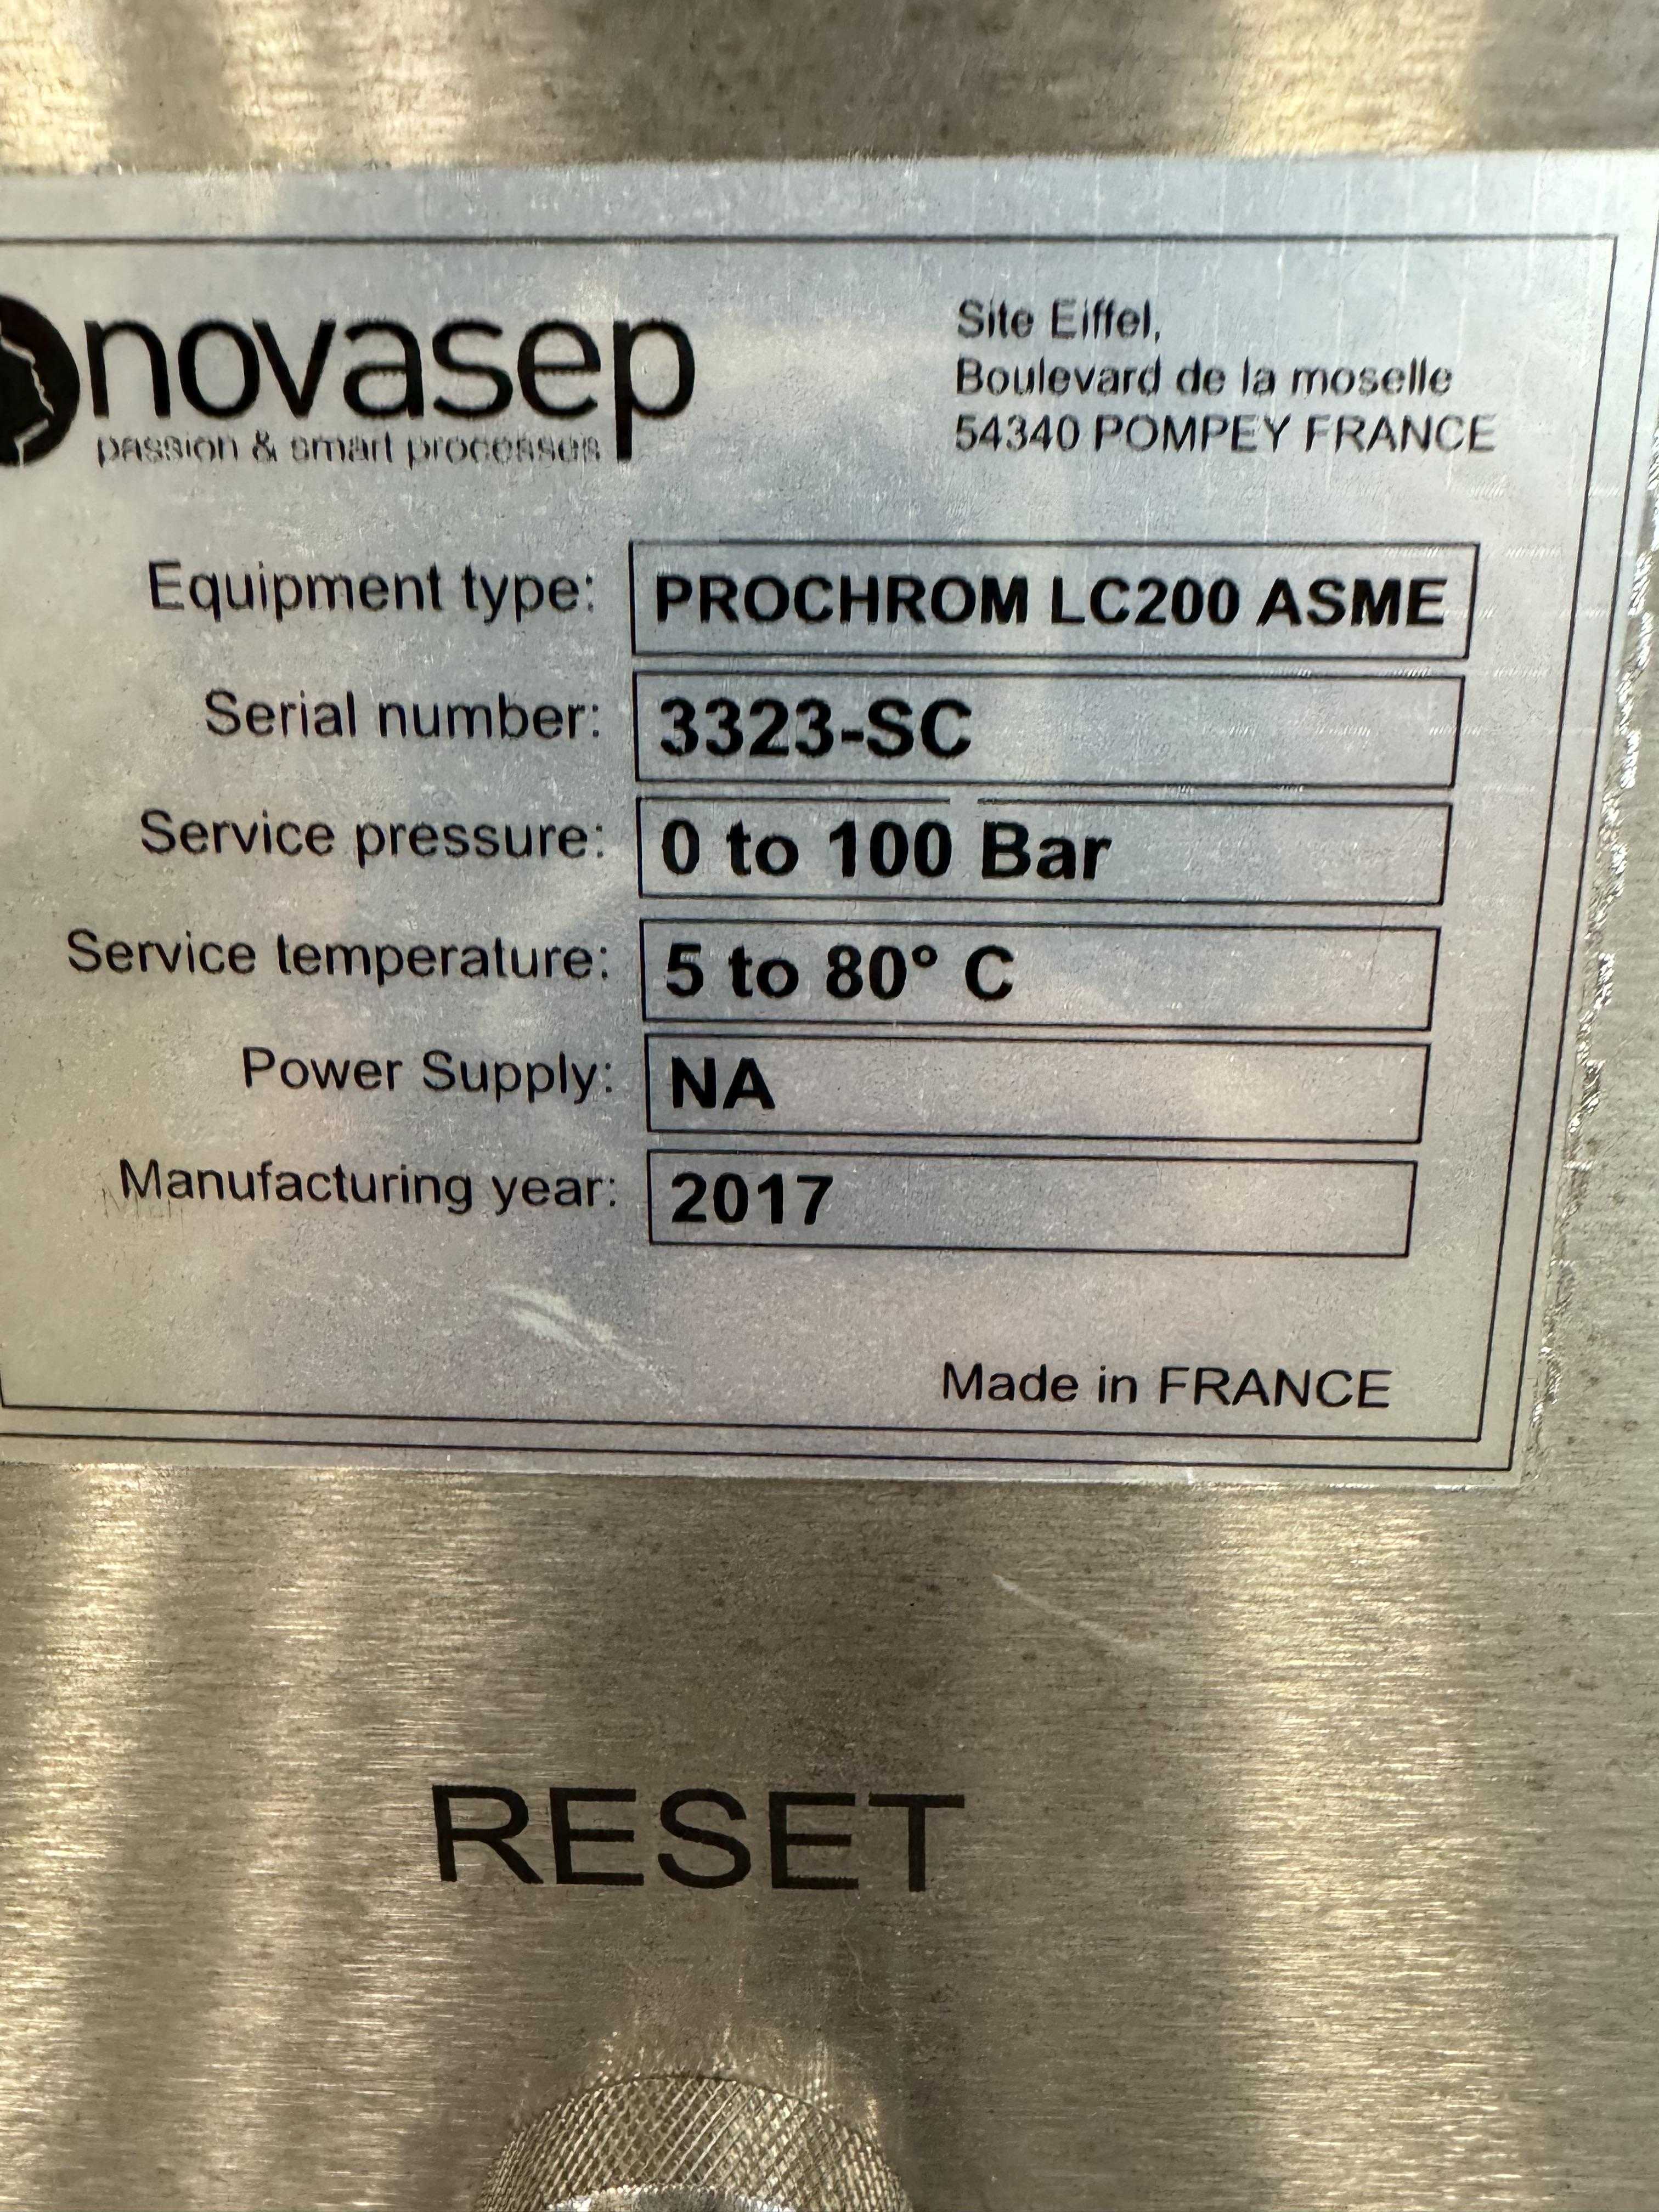 novasep
passion & smart processes
Site Eiffel,
Boulevard de la moselle
54340 POMPEY FRANCE
Equipment type: PROCHROM LC200 ASME
Serial number: 3323-SC
Service pressure: 0 to 100 Bar
Service temperature: 5 to 80° C
Power Supply: NA
Manufacturing year: 2017
Made in FRANCE
RESET